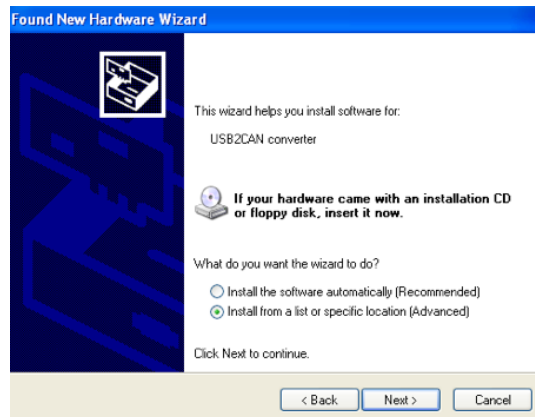 Found New Hardware Wizard
This wizard helps you install software for:
USB2CAN converter
If your hardware came with an installation CD
or floppy disk, insert it now.
What do you want the wizard to do?
Install the software automatically (Recommended)
Install from a list or specific location (Advanced)
Click Next to continue.
< Back Next > Cancel